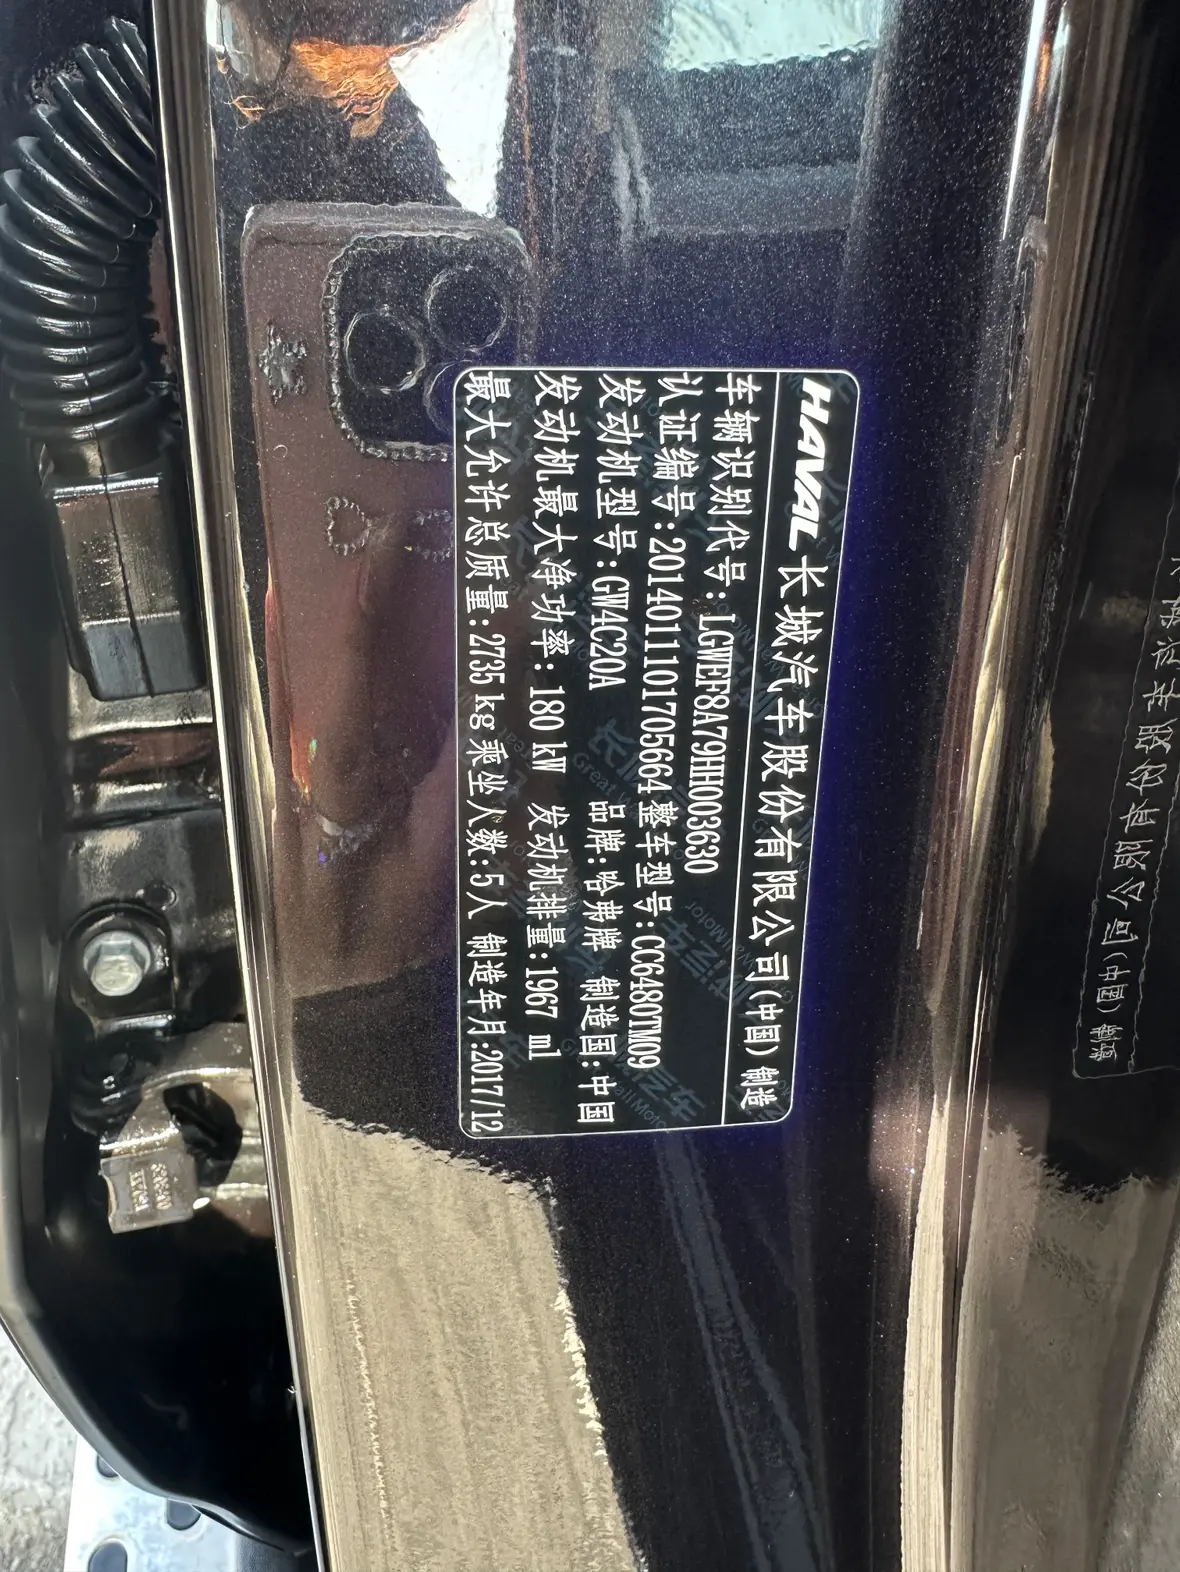 HAVAL 长城汽车股份有限公司(中国) 制造
车辆识别代号:LGWEF8A79HH003630
认证编号:2014011101705664 整车型号:CC6480TM09
发动机型号:GW4C20A 品牌:哈弗牌 制造国:中国
发动机最大净功率: 180 kW 发动机排量:1967 ml
最大允许总质量:2735 kg 乘坐人数:5人 制造年月:2017/12